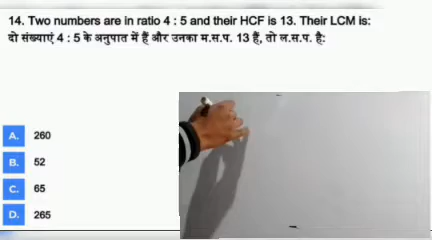 14. Two numbers are in ratio 4 : 5 and their HCF is 13. Their LCM is:
दो संख्याएं 4 : 5 के अनुपात में हैं और उनका म.स.प. 13 हैं, तो ल.स.प. है:
A. 260
B. 52
C. 65
D. 265